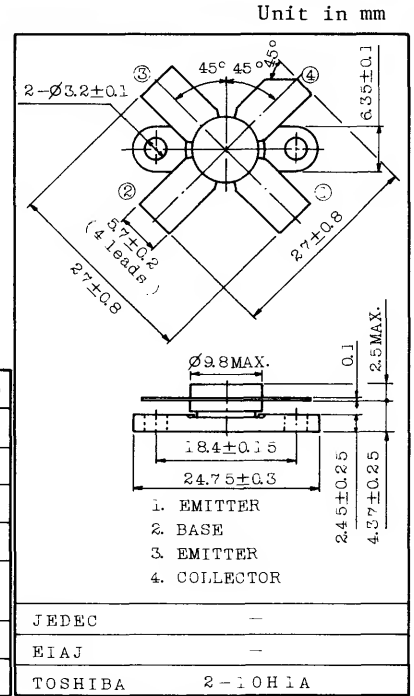 Unit in mm
③ 45° 45° 45° ④
2-Ø3.2±0.1
6.35±0.1
② ①
5.7±0.2
(4 leads)
27±0.8
27±0.8
Ø9.8MAX.
0.1
2.5MAX.
18.4±0.15
24.75±0.3
2.45±0.25
4.37±0.25
1. EMITTER
2. BASE
3. EMITTER
4. COLLECTOR
JEDEC —
EIAJ —
TOSHIBA 2-10H1A